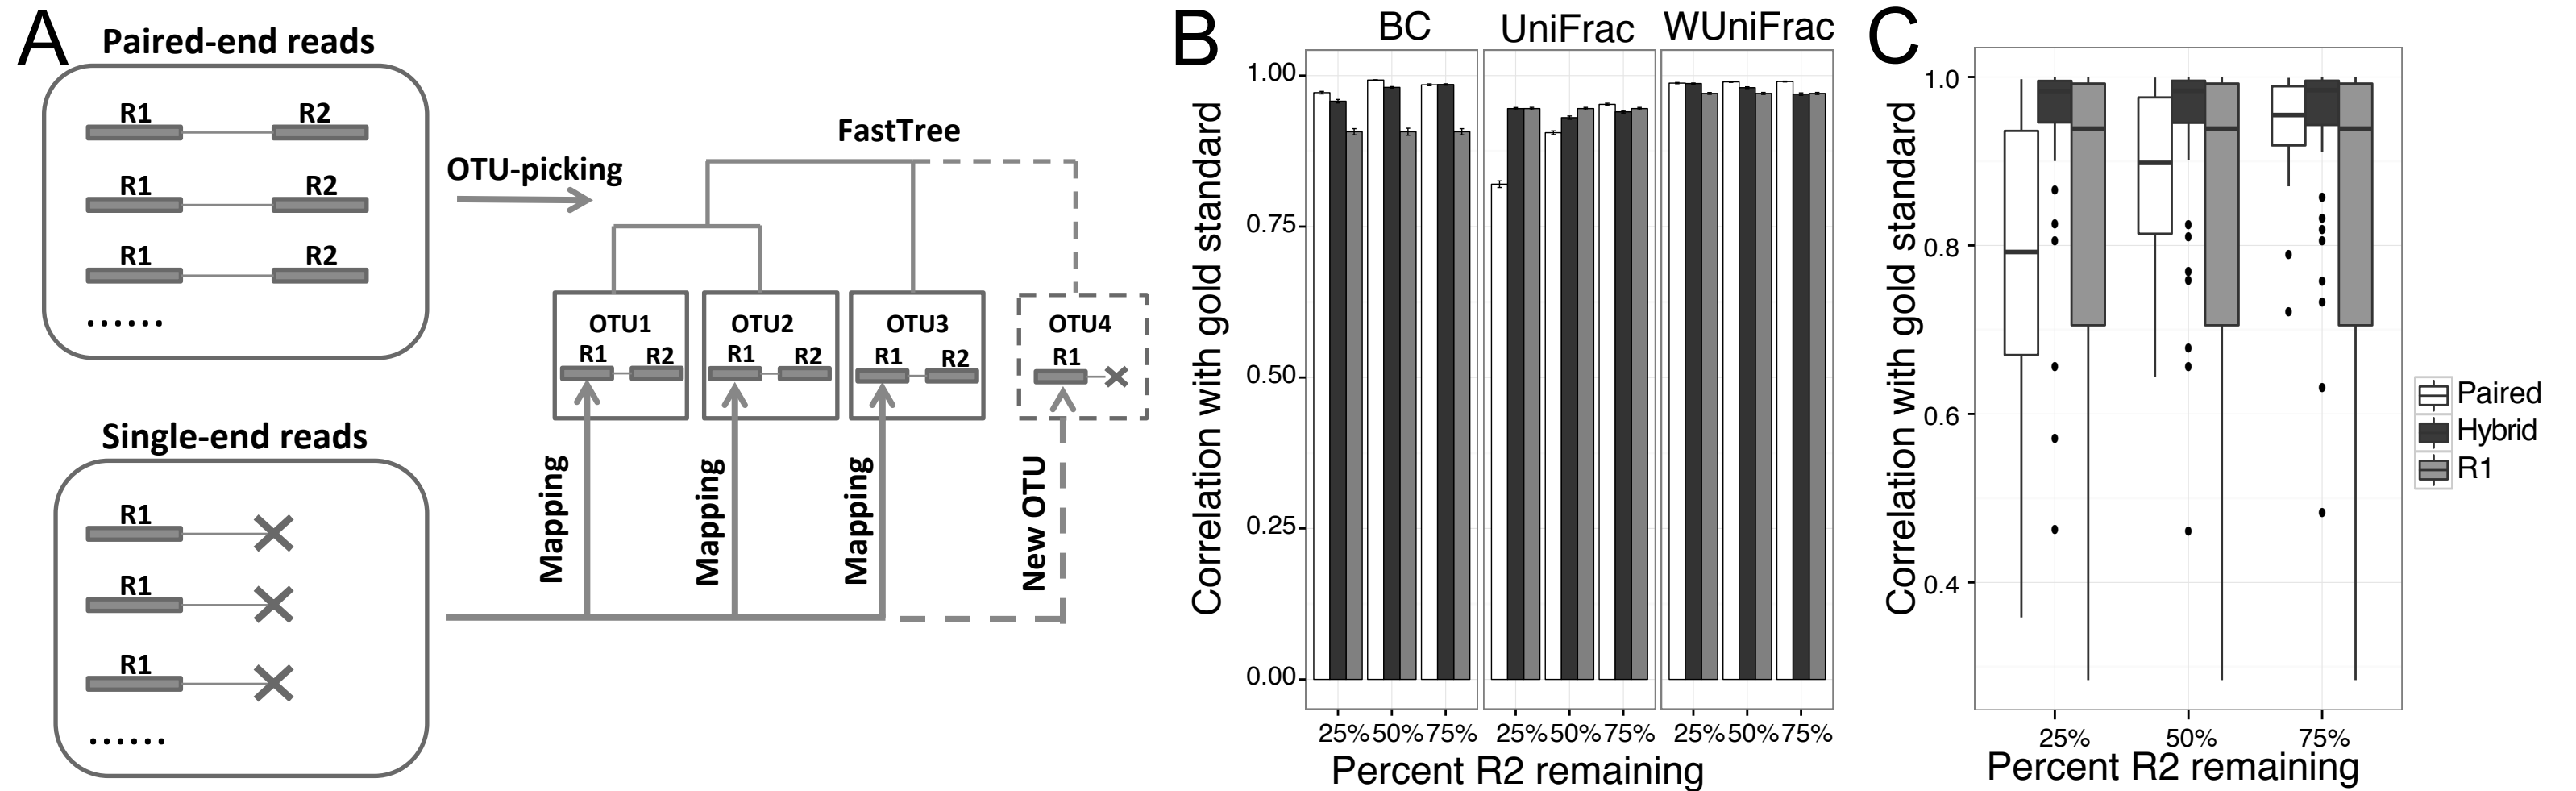 A
Paired-end reads
R1 R2
R1 R2
R1 R2
......
Single-end reads
R1
R1
R1
......
OTU-picking
FastTree
OTU1 OTU2 OTU3 OTU4
R1 R2 R1 R2 R1 R2 R1
Mapping Mapping Mapping New OTU
B
BC UniFrac WUniFrac
Correlation with gold standard
1.00
0.75
0.50
0.25
0.00
25% 50% 75% 25% 50% 75% 25% 50% 75%
Percent R2 remaining
C
Correlation with gold standard
1.0
0.8
0.6
0.4
25% 50% 75%
Percent R2 remaining
Paired
Hybrid
R1